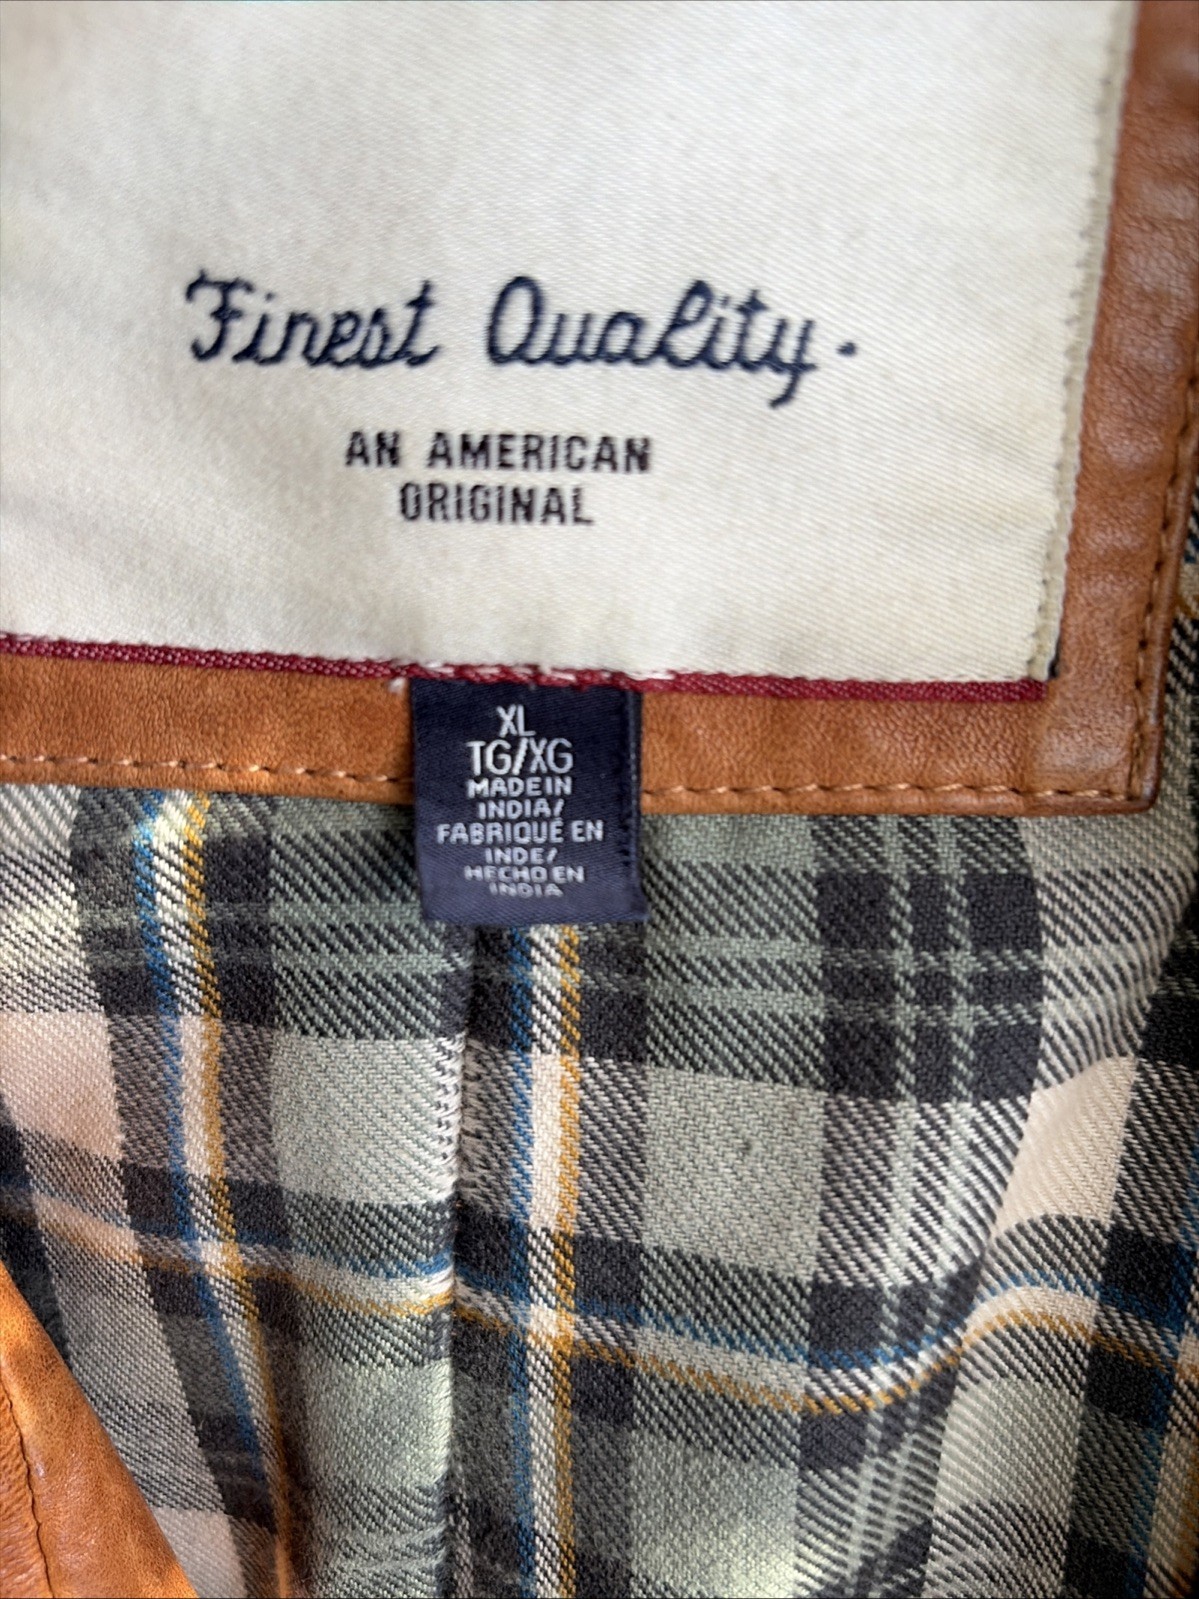 Finest Quality.
AN AMERICAN
ORIGINAL
XL
TG/XG
MADE IN
INDIA/
FABRIQUÉ EN
INDE/
HECHO EN
INDIA